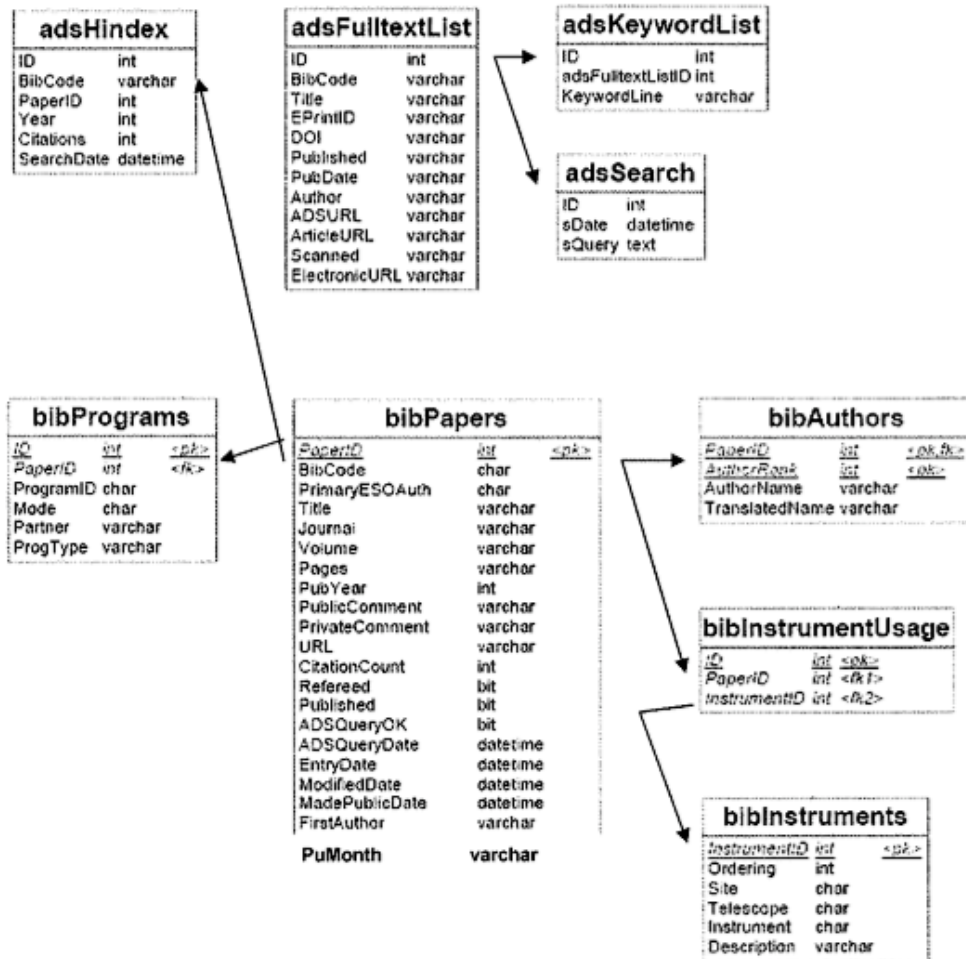 adsHindex
ID int
BibCode varchar
PaperID int
Year int
Citations int
SearchDate datetime
adsFulltextList
ID int
BibCode varchar
Title varchar
EPrintID varchar
DOI varchar
Published varchar
PubDate varchar
Author varchar
ADSURL varchar
ArticleURL varchar
Scanned varchar
ElectronicURL varchar
adsKeywordList
ID int
adsFulltextListID int
KeywordLine varchar
adsSearch
ID int
sDate datetime
sQuery text
bibPrograms
ID int <pk>
PaperID int <fk>
ProgramID char
Mode char
Partner varchar
ProgType varchar
bibPapers
PaperID int <pk>
BibCode char
PrimaryESOAuth char
Title varchar
Journal varchar
Volume varchar
Pages varchar
PubYear int
PublicComment varchar
PrivateComment varchar
URL varchar
CitationCount int
Refereed bit
Published bit
ADSQueryOK bit
ADSQueryDate datetime
EntryDate datetime
ModifiedDate datetime
MadePublicDate datetime
FirstAuthor varchar
PuMonth varchar
bibAuthors
PaperID int <pk,fk>
AuthorRank int <pk>
AuthorName varchar
TranslatedName varchar
bibInstrumentUsage
ID int <pk>
PaperID int <fk1>
InstrumentID int <fk2>
bibInstruments
InstrumentID int <pk>
Ordering int
Site char
Telescope char
Instrument char
Description varchar